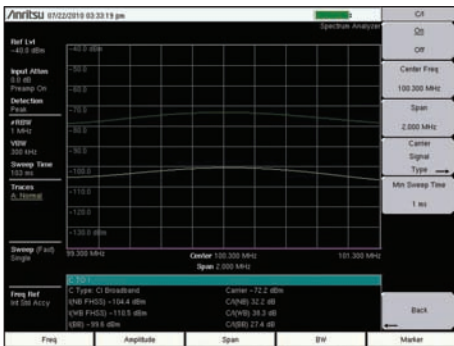 Anritsu 07/22/2010 03:33:19 pm
Spectrum Analyzer
Ref Lvl
-40.0 dBm
Input Atten
0.0 dB
Preamp On
Detection
Peak
#RBW
1 MHz
VBW
300 kHz
Sweep Time
103 ms
Traces
A: Normal
Sweep (Fast)
Single
Freq Ref
Int Std Accy
-40.0 dBm
-50.0
-60.0
-70.0
-80.0
-90.0
-100.0
-110.0
-120.0
-130.0 dBm
99.300 MHz
Center 100.300 MHz
101.300 MHz
Span 2.000 MHz
C TO I
C Type: CI Broadband
Carrier -72.2 dBm
I(NB FHSS) -104.4 dBm
C/I(NB) 32.2 dB
I(WB FHSS) -110.5 dBm
C/I(WB) 38.3 dB
I(BB) -99.6 dBm
C/I(BB) 27.4 dB
C/I
On
Off
Center Freq
100.300 MHz
Span
2.000 MHz
Carrier
Signal
Type
Min Sweep Time
1 ms
Back
Freq
Amplitude
Span
BW
Marker